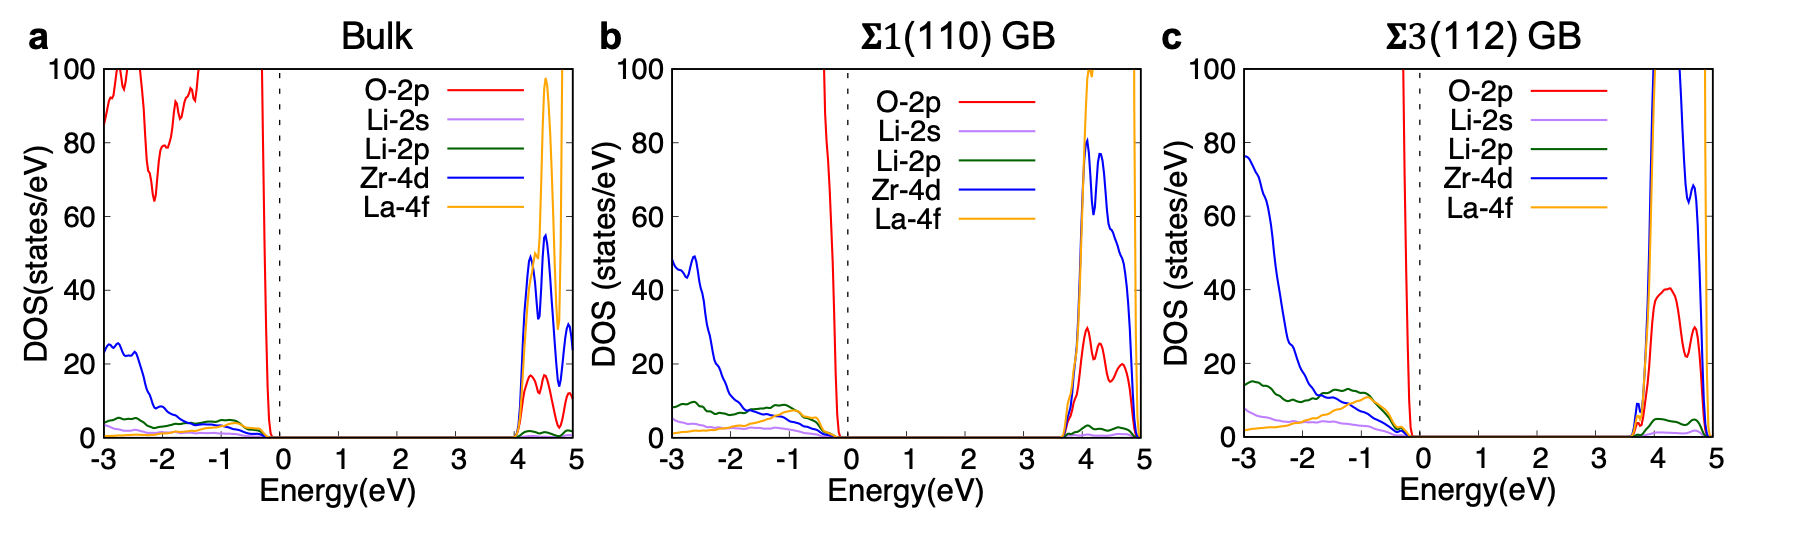 a Bulk
DOS(states/eV)
100
80
60
40
20
0
O-2p
Li-2s
Li-2p
Zr-4d
La-4f
-3 -2 -1 0 1 2 3 4 5
Energy(eV)
b Σ1(110) GB
DOS (states/eV)
100
80
60
40
20
0
O-2p
Li-2s
Li-2p
Zr-4d
La-4f
-3 -2 -1 0 1 2 3 4 5
Energy(eV)
c Σ3(112) GB
DOS (states/eV)
100
80
60
40
20
0
O-2p
Li-2s
Li-2p
Zr-4d
La-4f
-3 -2 -1 0 1 2 3 4 5
Energy(eV)